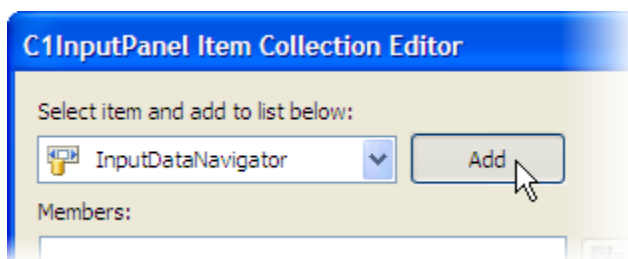 C1InputPanel Item Collection Editor
Select item and add to list below:
InputDataNavigator Add
Members: